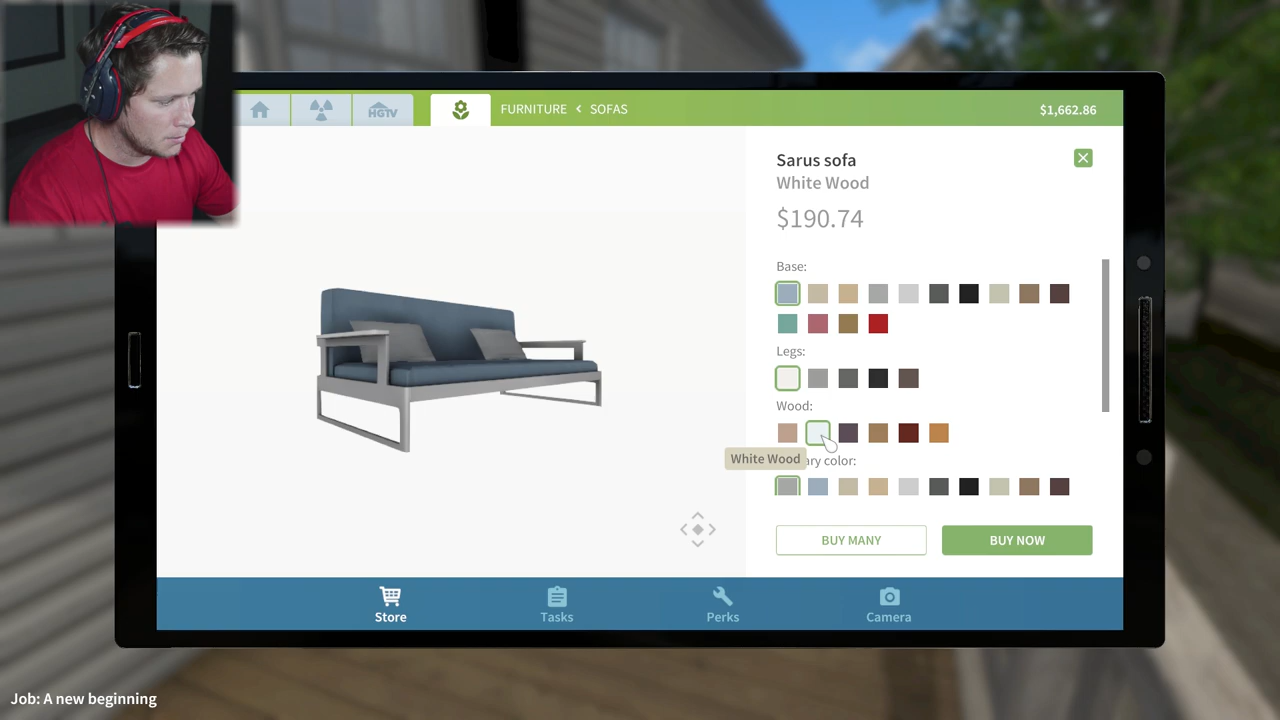 HGTV
FURNITURE < SOFAS
$1,662.86
Sarus sofa
White Wood
$190.74
Base:
Legs:
Wood:
White Wood
ary color:
BUY MANY
BUY NOW
Store
Tasks
Perks
Camera
Job: A new beginning